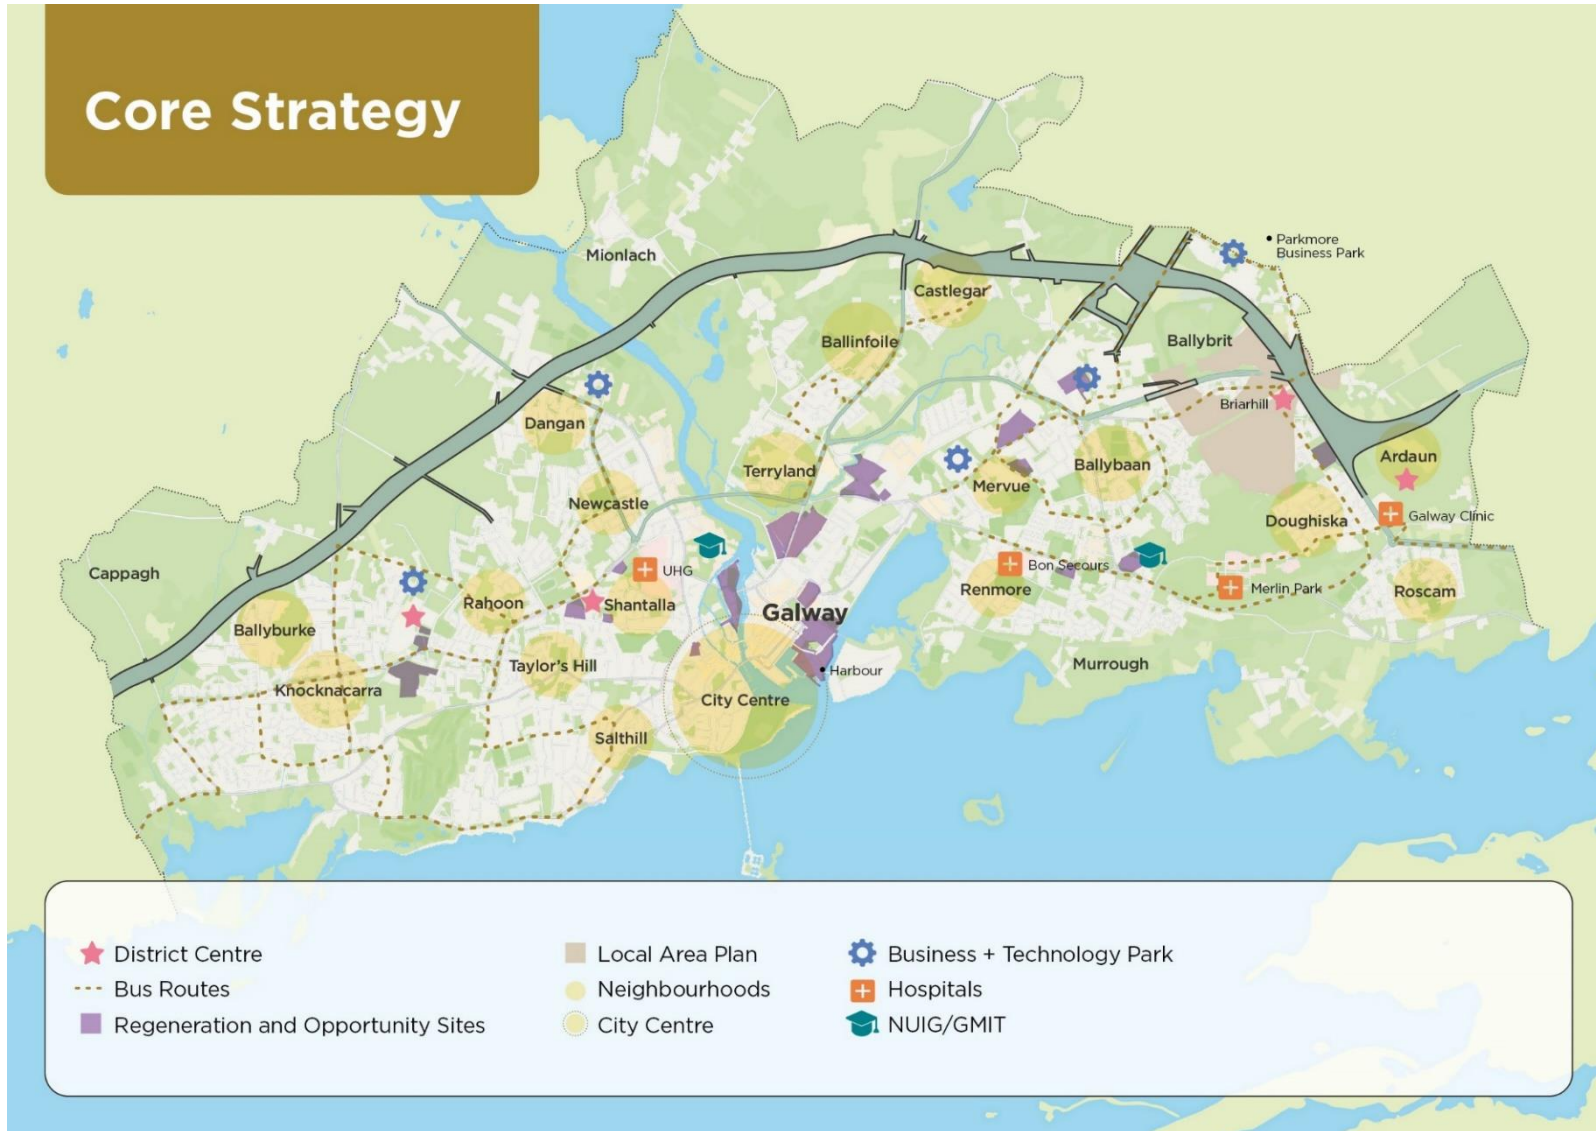 Core Strategy
Parkmore
Business Park
Mionlach
Castlegar
Ballinfoile
Ballybrit
Briarhill
Dangan
Ardaun
Terryland
Ballybaan
Mervue
Newcastle
Doughiska
Galway Clinic
Cappagh
UHG
Bon Secours
Renmore
Merlin Park
Roscam
Rahoon
Shantalla
Galway
Ballyburke
Taylor's Hill
Harbour
Murrough
Knocknacarra
City Centre
Salthill
District Centre
Bus Routes
Regeneration and Opportunity Sites
Local Area Plan
Neighbourhoods
City Centre
Business + Technology Park
Hospitals
NUIG/GMIT